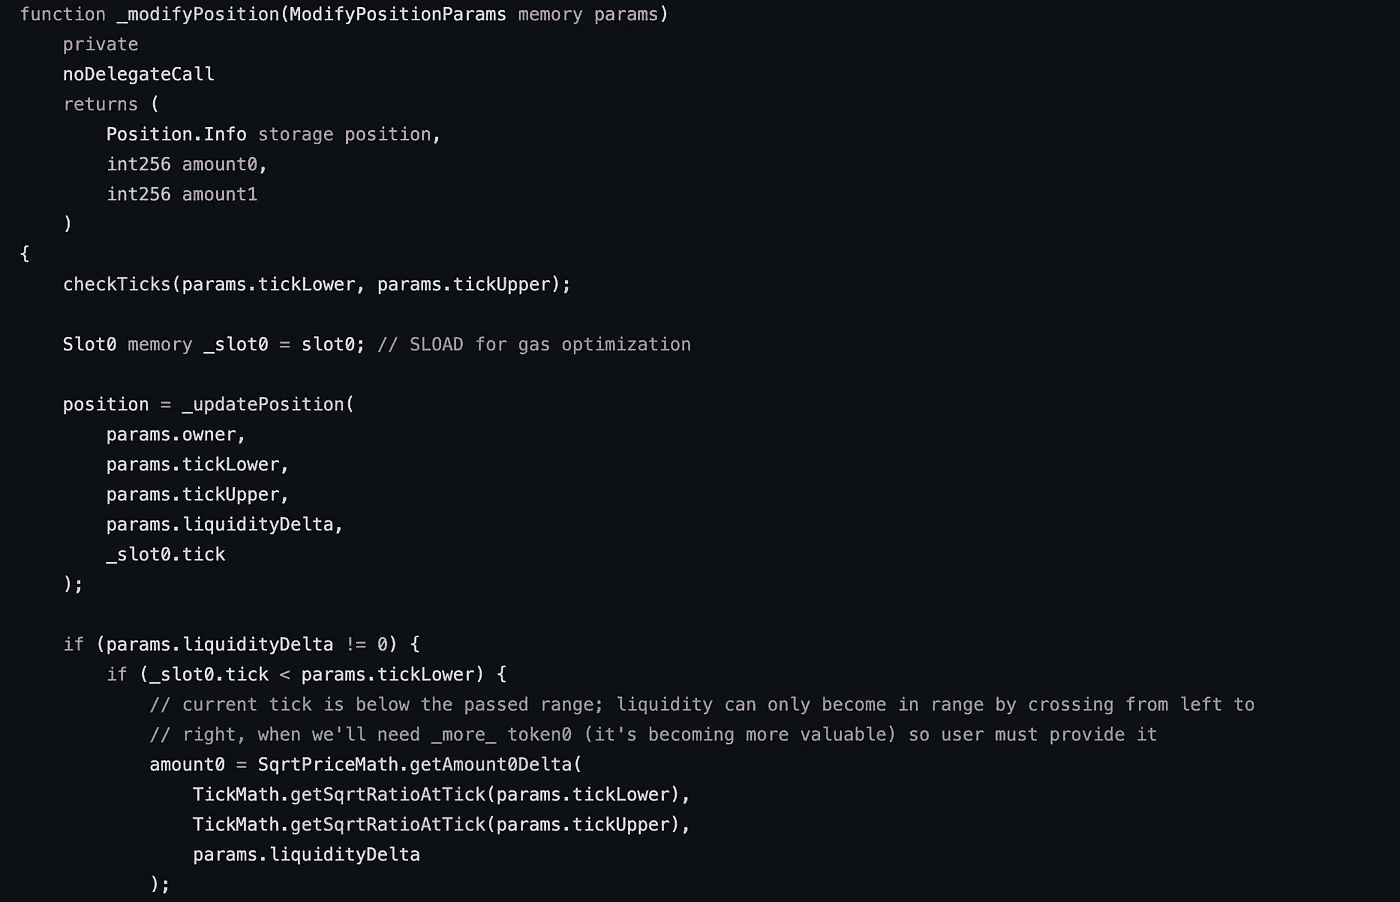 function _modifyPosition(ModifyPositionParams memory params)
    private
    noDelegateCall
    returns (
        Position.Info storage position,
        int256 amount0,
        int256 amount1
    )
{
    checkTicks(params.tickLower, params.tickUpper);

    Slot0 memory _slot0 = slot0; // SLOAD for gas optimization

    position = _updatePosition(
        params.owner,
        params.tickLower,
        params.tickUpper,
        params.liquidityDelta,
        _slot0.tick
    );

    if (params.liquidityDelta != 0) {
        if (_slot0.tick < params.tickLower) {
            // current tick is below the passed range; liquidity can only become in range by crossing from left to
            // right, when we'll need _more_ token0 (it's becoming more valuable) so user must provide it
            amount0 = SqrtPriceMath.getAmount0Delta(
                TickMath.getSqrtRatioAtTick(params.tickLower),
                TickMath.getSqrtRatioAtTick(params.tickUpper),
                params.liquidityDelta
            );